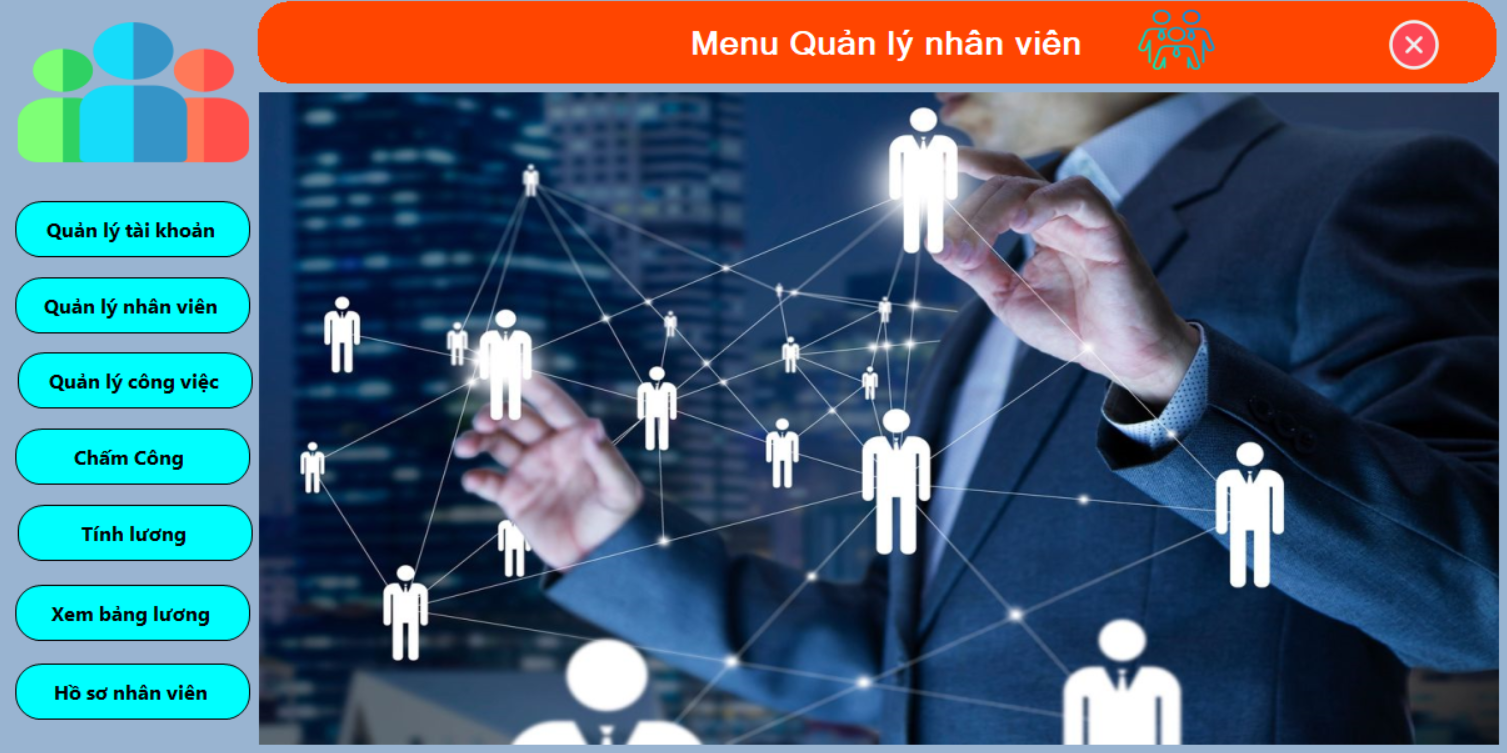 Menu Quản lý nhân viên
Quản lý tài khoản
Quản lý nhân viên
Quản lý công việc
Chấm Công
Tính lương
Xem bảng lương
Hồ sơ nhân viên